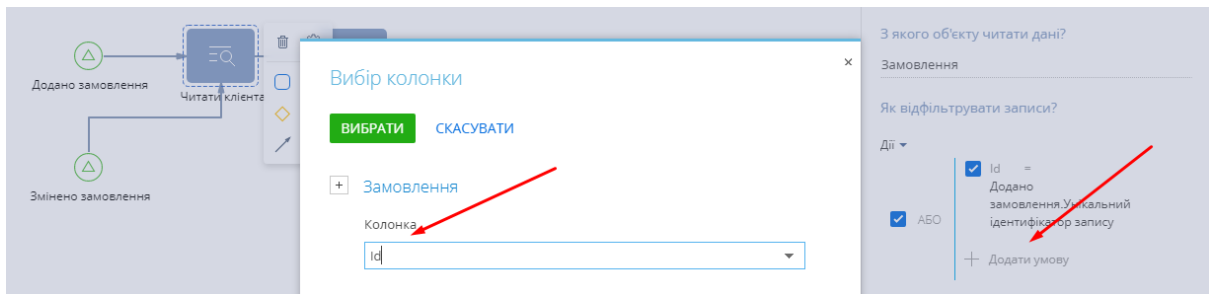 Додано замовлення
Читати клієнта
Змінено замовлення
Вибір колонки
×
ВИБРАТИ
СКАСУВАТИ
+ Замовлення
Колонка
Id
З якого об'єкту читати дані?
Замовлення
Як відфільтрувати записи?
Дії
Id =
Додано
замовлення.Унікальний
ідентифікатор запису
АБО
+ Додати умову